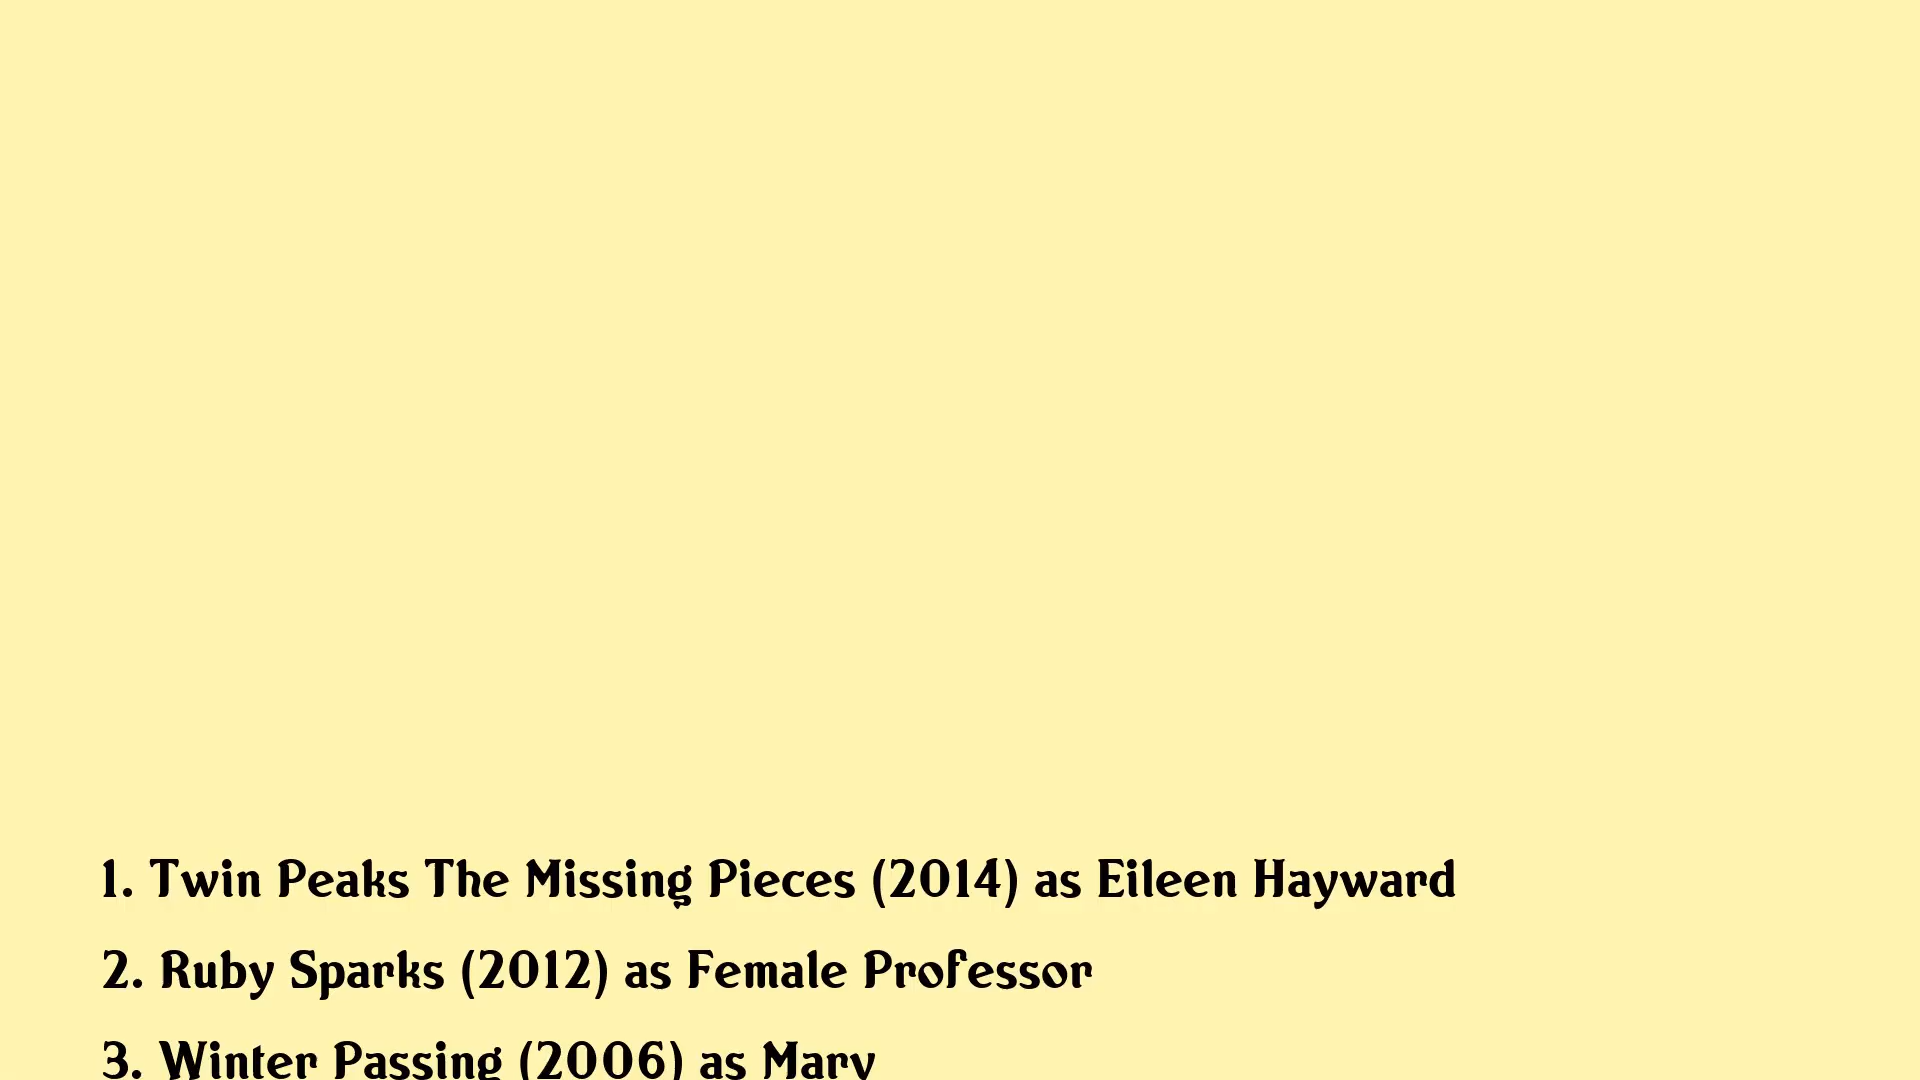 1. Twin Peaks The Missing Pieces (2014) as Eileen Hayward
2. Ruby Sparks (2012) as Female Professor
3. Winter Passing (2006) as Mary